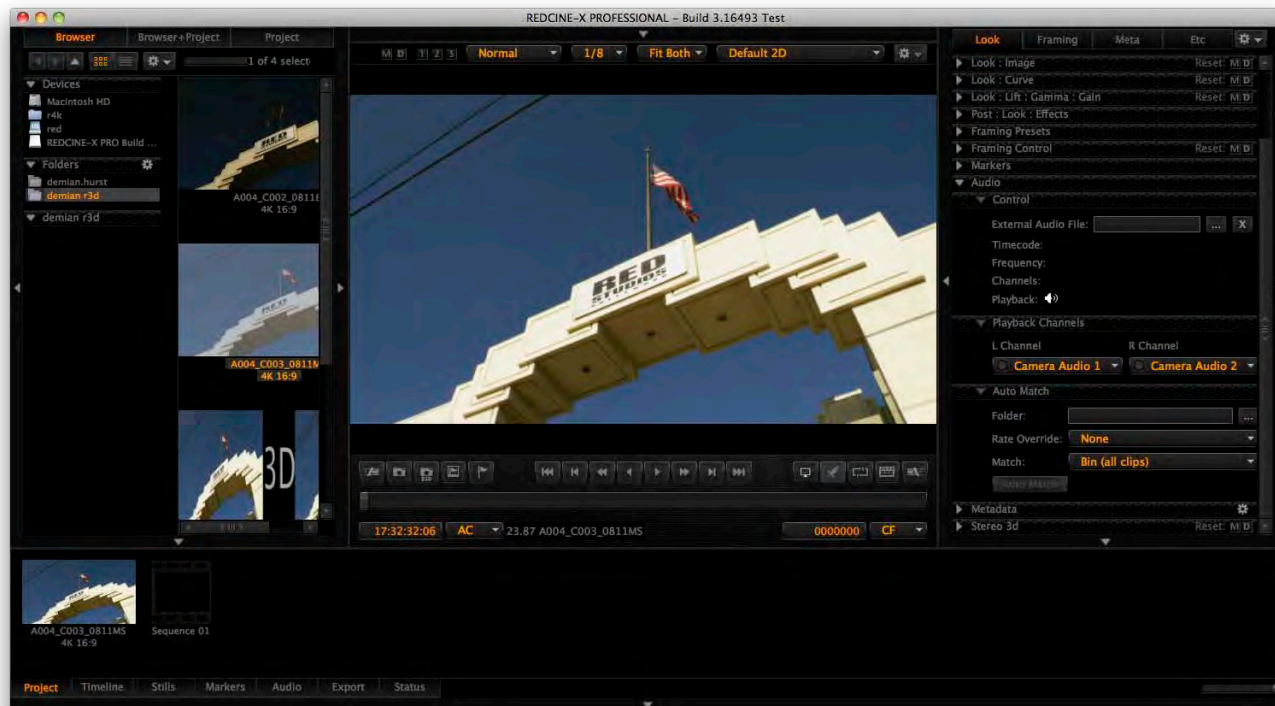 REDCINE-X PROFESSIONAL - Build 3.16493 Test
Browser
Browser+Project
Project
1 of 4 select
Devices
Macintosh HD
r4k
red
REDCINE-X PRO Build ...
Folders
demian.hurst
demian r3d
demian r3d
A004_C002_0811E
4K 16:9
A004_C003_0811M
4K 16:9
3D
M D 1 2 3
Normal
1/8
Fit Both
Default 2D
RED
STUDIOS
17:32:32:06
AC
23.87 A004_C003_0811MS
0000000
CF
Look
Framing
Meta
Etc
Look : Image
Reset: M D
Look : Curve
Reset: M D
Look : Lift : Gamma : Gain
Reset: M D
Post : Look : Effects
Framing Presets
Framing Control
Reset: M D
Markers
Audio
Control
External Audio File:
...
X
Timecode:
Frequency:
Channels:
Playback:
Playback Channels
L Channel
R Channel
Camera Audio 1
Camera Audio 2
Auto Match
Folder:
...
Rate Override:
None
Match:
Bin (all clips)
Auto Match
Metadata
Stereo 3d
Reset: M D
A004_C003_0811MS
4K 16:9
Sequence 01
Project
Timeline
Stills
Markers
Audio
Export
Status